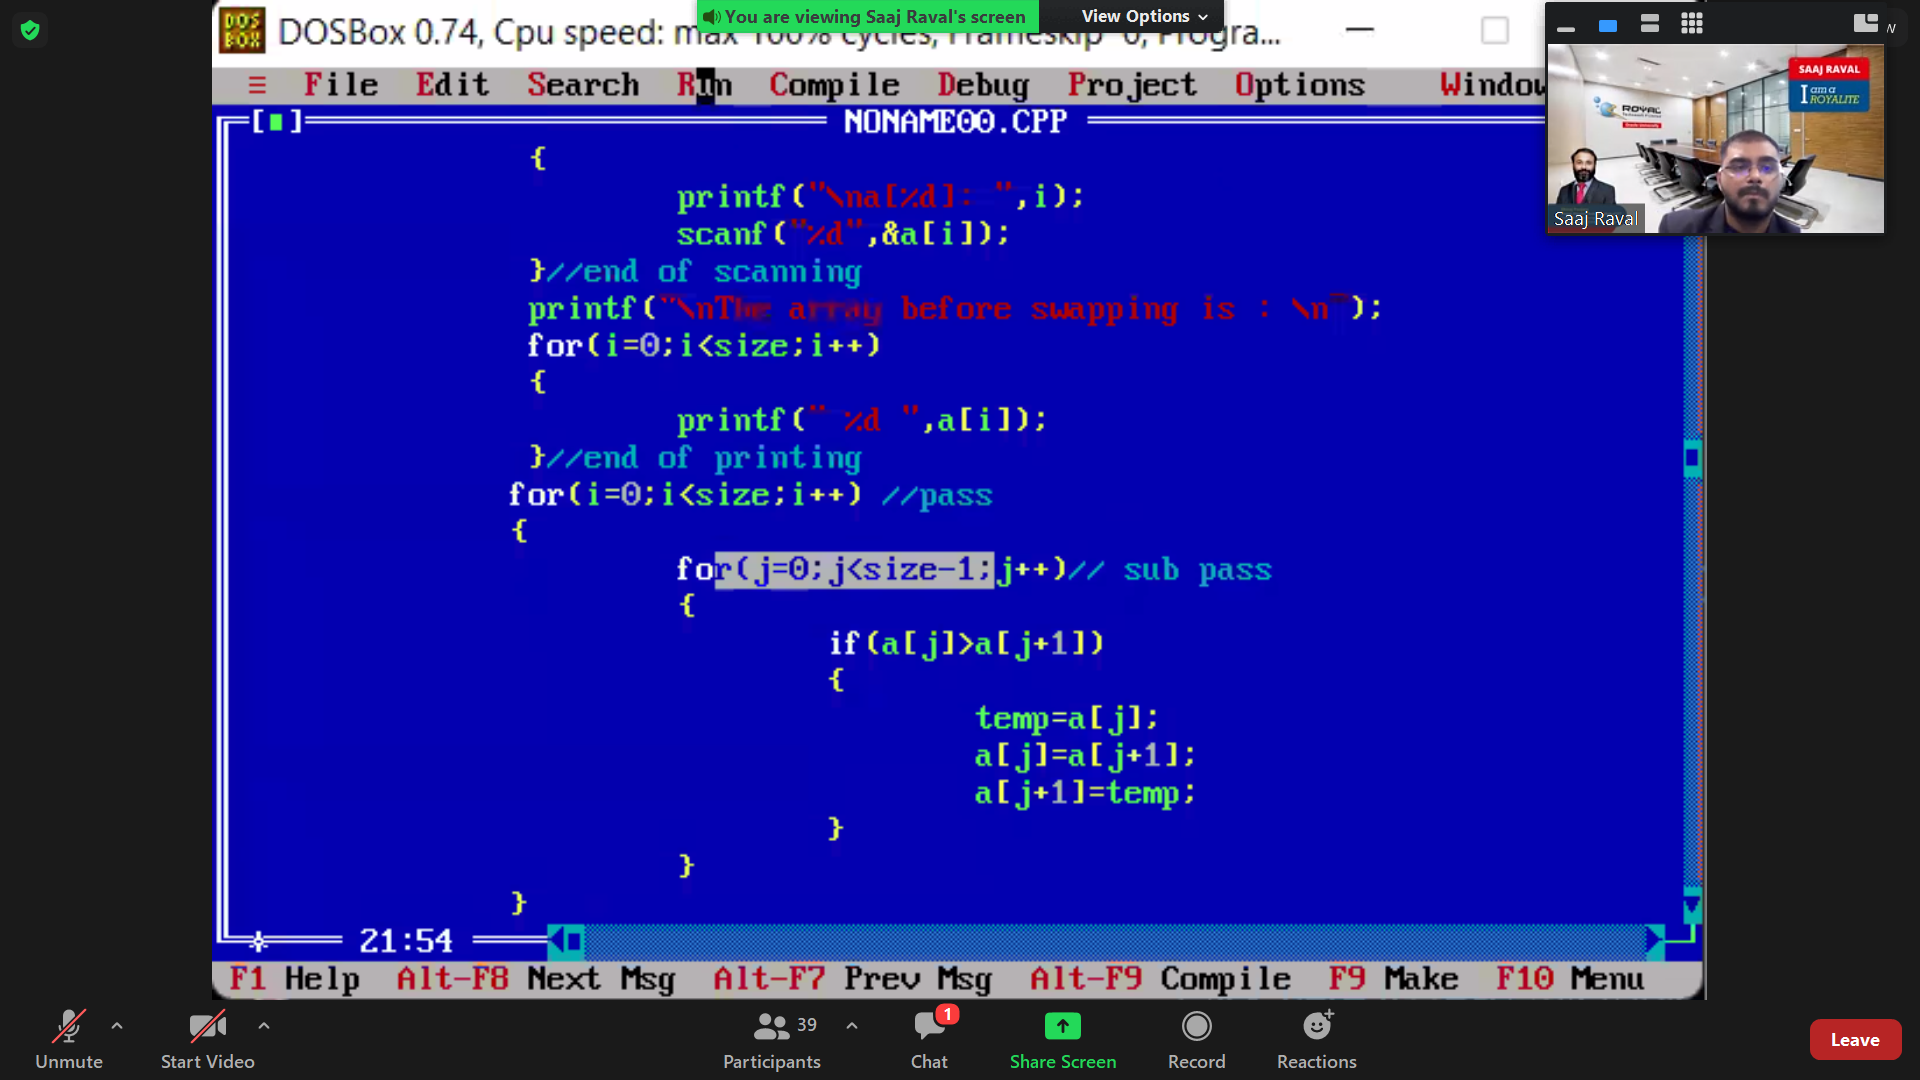 You are viewing Saaj Raval's screen
View Options
DOS
BOX
DOSBox 0.74, Cpu speed: max 100% cycles, Frameskip 0, Progra...
≡ File Edit Search Run Compile Debug Project Options Window
[■] NONAME00.CPP
{
printf("\na[%d]: ",i);
scanf("%d",&a[i]);
}//end of scanning
printf("\nThe array before swapping is : \n");
for(i=0;i<size;i++)
{
printf(" %d ",a[i]);
}//end of printing
for(i=0;i<size;i++) //pass
{
for(j=0;j<size-1;j++)// sub pass
{
if(a[j]>a[j+1])
{
temp=a[j];
a[j]=a[j+1];
a[j+1]=temp;
}
}
}
21:54
F1 Help Alt-F8 Next Msg Alt-F7 Prev Msg Alt-F9 Compile F9 Make F10 Menu
SAAJ RAVAL
I am a
ROYALITE
ROYAL
Saaj Raval
w
Unmute
Start Video
39
Participants
1
Chat
Share Screen
Record
Reactions
Leave